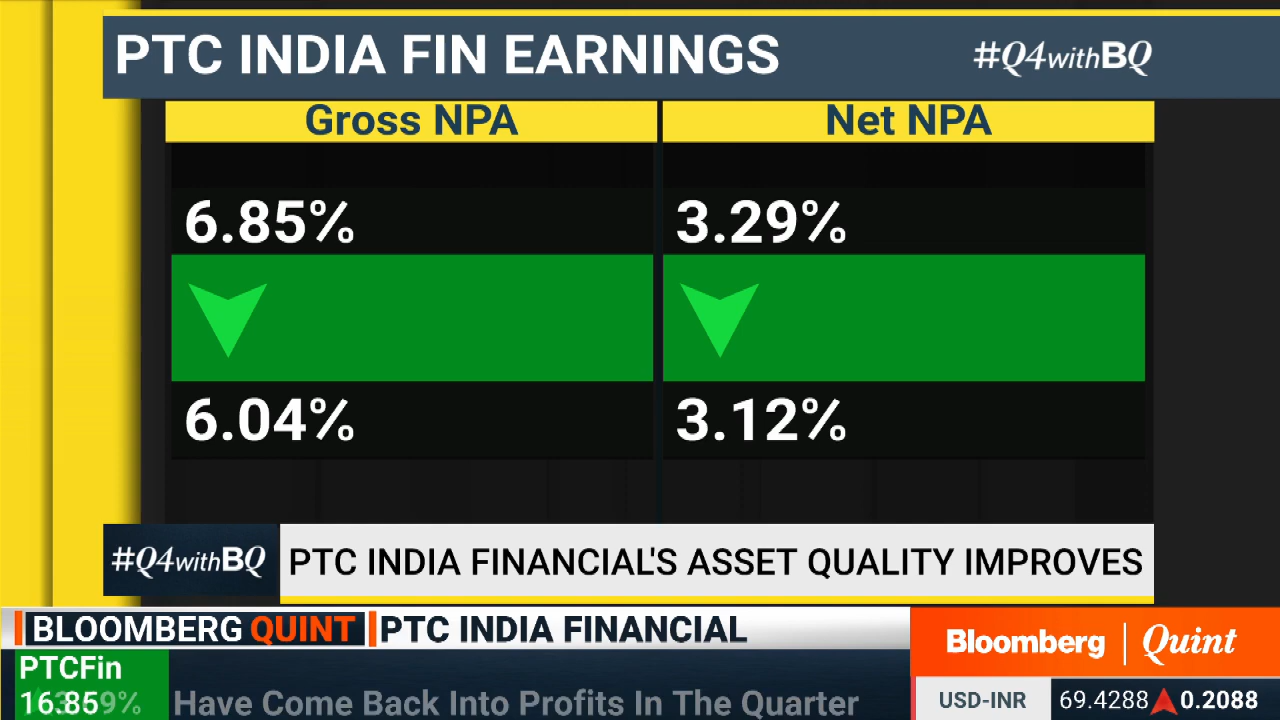 PTC INDIA FIN EARNINGS #Q4withBQ
Gross NPA Net NPA
6.85% 3.29%
6.04% 3.12%
#Q4withBQ PTC INDIA FINANCIAL'S ASSET QUALITY IMPROVES
BLOOMBERG QUINT PTC INDIA FINANCIAL
Bloomberg Quint
PTCFin
16.85
Have Come Back Into Profits In The Quarter
USD-INR 69.4288 0.2088